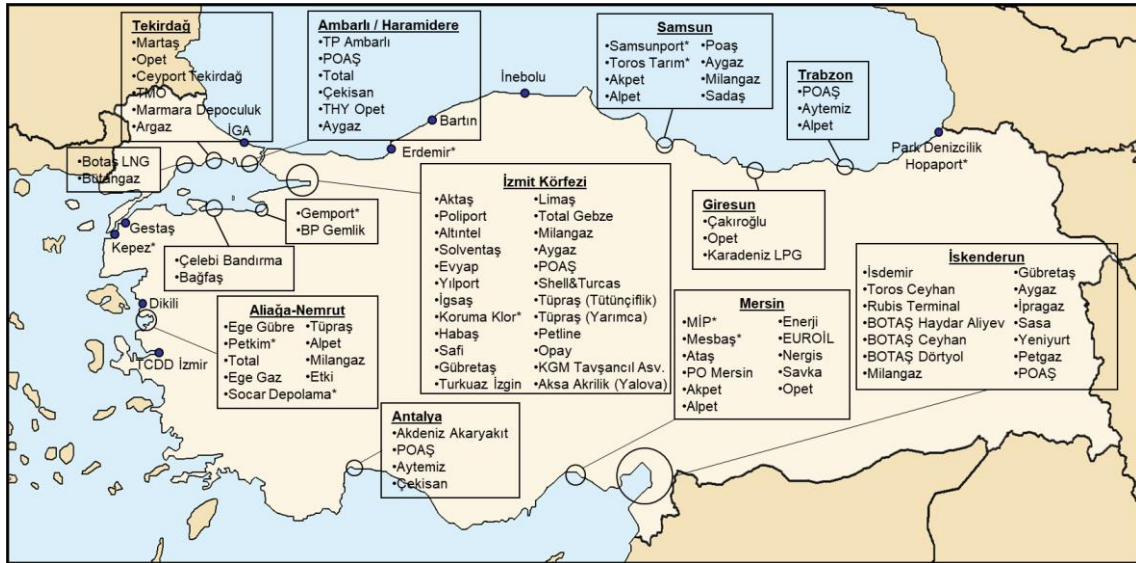 Tekirdağ
•Martaş
•Opet
•Ceyport Tekirdağ
•TMO
•Marmara Depoculuk
•Argaz
İGA
Ambarlı / Haramidere
•TP Ambarlı
•POAŞ
•Total
•Çekisan
•THY Opet
•Aygaz
İnebolu
Bartın
Erdemir*
Samsun
•Samsunport*
•Toros Tarım*
•Akpet
•Alpet
•Poaş
•Aygaz
•Milangaz
•Sadaş
Trabzon
•POAŞ
•Aytemiz
•Alpet
Park Denizcilik
Hopaport*
•Botaş LNG
•Bütangaz
•Gemport*
•BP Gemlik
Gestaş
Kepez*
•Çelebi Bandırma
•Bağfaş
İzmit Körfezi
•Aktaş
•Poliport
•Altıntel
•Solventaş
•Evyap
•Yılport
•İgsaş
•Koruma Klor*
•Habaş
•Safi
•Gübretaş
•Turkuaz İzgin
•Limaş
•Total Gebze
•Milangaz
•Aygaz
•POAŞ
•Shell&Turcas
•Tüpraş (Tütünçiflik)
•Tüpraş (Yarımca)
•Petline
•Opay
•KGM Tavşancıl Asv.
•Aksa Akrilik (Yalova)
Giresun
•Çakıroğlu
•Opet
•Karadeniz LPG
İskenderun
•İsdemir
•Toros Ceyhan
•Rubis Terminal
•BOTAŞ Haydar Aliyev
•BOTAŞ Ceyhan
•BOTAŞ Dörtyol
•Milangaz
•Gübretaş
•Aygaz
•İpragaz
•Sasa
•Yeniyurt
•Petgaz
•POAŞ
Dikili
TCDD İzmir
Aliağa-Nemrut
•Ege Gübre
•Petkim*
•Total
•Ege Gaz
•Socar Depolama*
•Tüpraş
•Alpet
•Milangaz
•Etki
Mersin
•MİP*
•Mesbaş*
•Ataş
•PO Mersin
•Akpet
•Alpet
•Enerji
•EUROİL
•Nergis
•Savka
•Opet
Antalya
•Akdeniz Akaryakıt
•POAŞ
•Aytemiz
•Çekisan